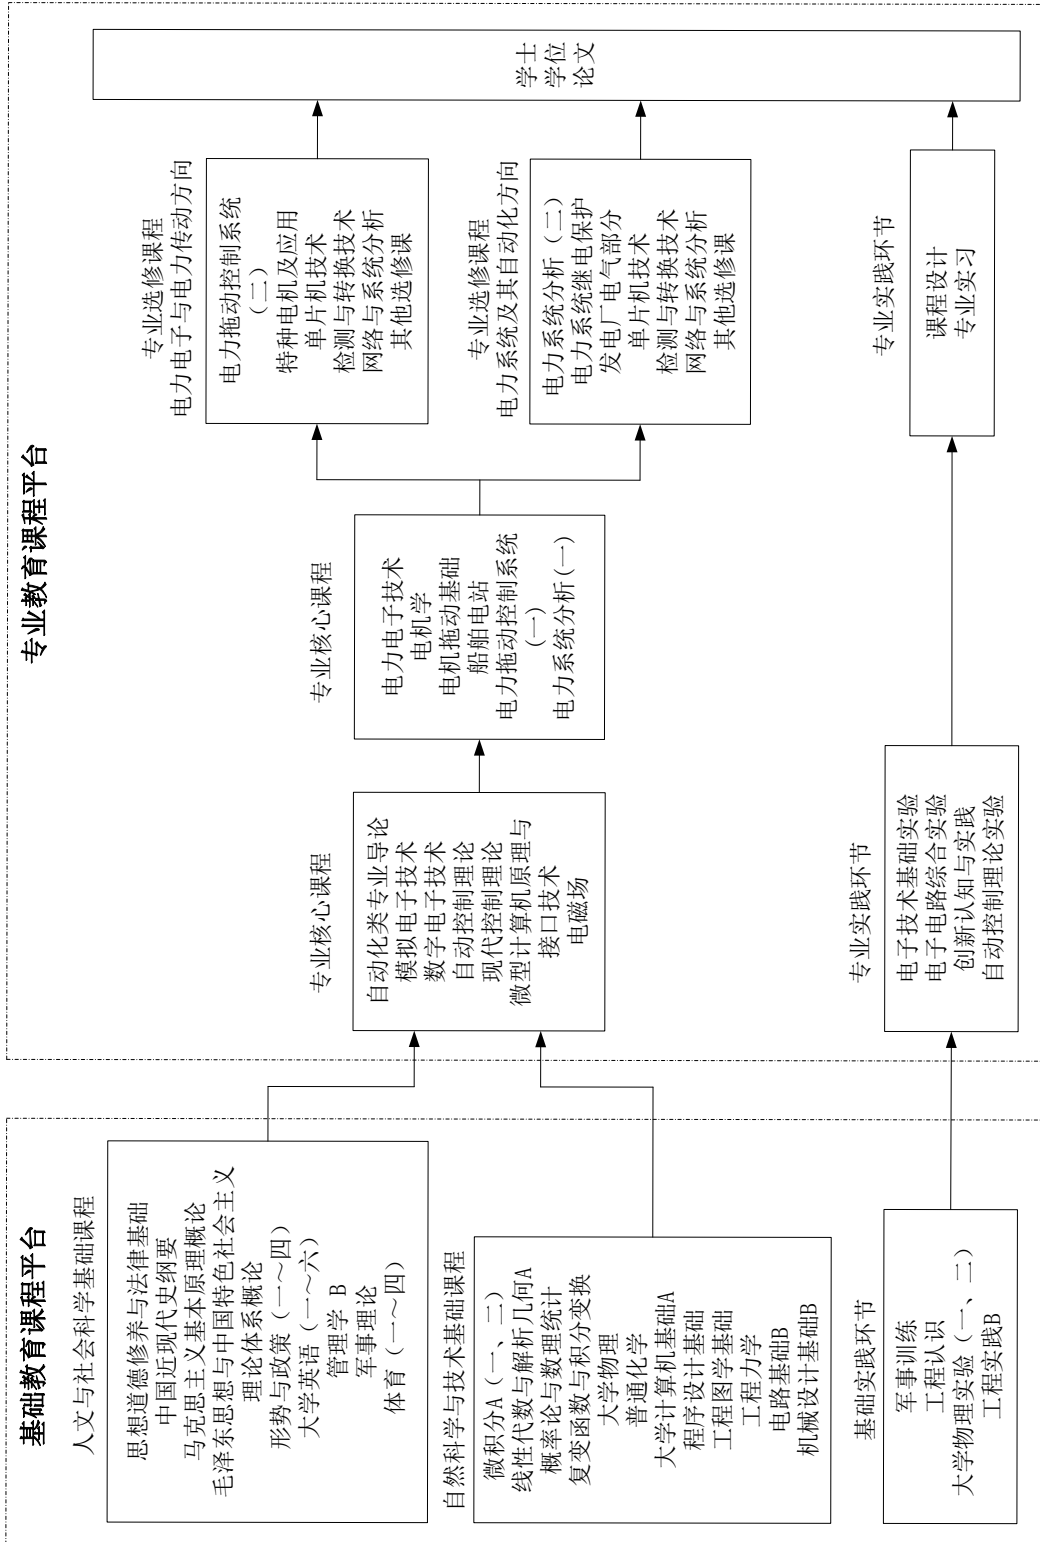 基础教育课程平台
人文与社会科学基础课程
思想道德修养与法律基础
中国近现代史纲要
马克思主义基本原理概论
毛泽东思想与中国特色社会主义
理论体系概论
形势与政策（一～四）
大学英语（一～六）
管理学 B
军事理论
体育（一～四）
自然科学与技术基础课程
微积分A（一、二）
线性代数与解析几何A
概率论与数理统计
复变函数与积分变换
大学物理
普通化学
大学计算机基础A
程序设计基础
工程图学基础
工程力学
电路基础B
机械设计基础B
基础实践环节
军事训练
工程认识
大学物理实验（一、二）
工程实践B
专业教育课程平台
专业核心课程
自动化类专业导论
模拟电子技术
数字电子技术
自动控制理论
现代控制理论
微型计算机原理与
接口技术
电磁场
专业核心课程
电力电子技术
电机学
电机拖动基础
船舶电站
电力拖动控制系统
（一）
电力系统分析(一)
专业选修课程
电力电子与电力传动方向
电力拖动控制系统
（二）
特种电机及应用
单片机技术
检测与转换技术
网络与系统分析
其他选修课
专业选修课程
电力系统及其自动化方向
电力系统分析（二）
电力系统继电保护
发电厂电气部分
单片机技术
检测与转换技术
网络与系统分析
其他选修课
专业实践环节
电子技术基础实验
电子电路综合实验
创新认知与实践
自动控制理论实验
专业实践环节
课程设计
专业实习
学士
学位
论文